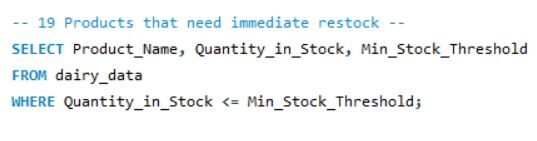 -- 19 Products that need immediate restock --
SELECT Product_Name, Quantity_in_Stock, Min_Stock_Threshold
FROM dairy_data
WHERE Quantity_in_Stock <= Min_Stock_Threshold;